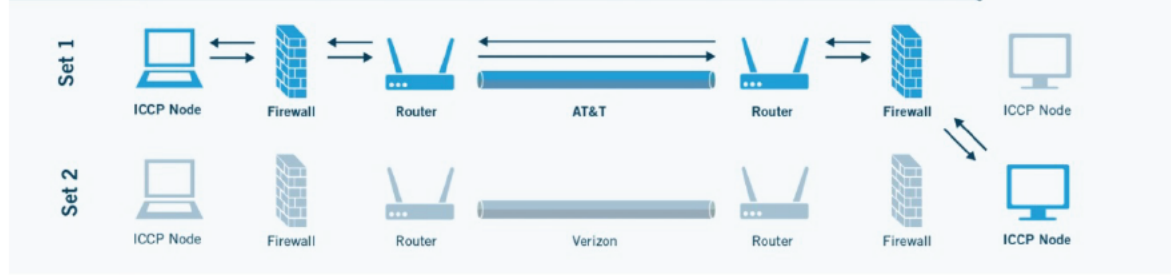 Set 1
ICCP Node Firewall Router AT&T Router Firewall ICCP Node
Set 2
ICCP Node Firewall Router Verizon Router Firewall ICCP Node